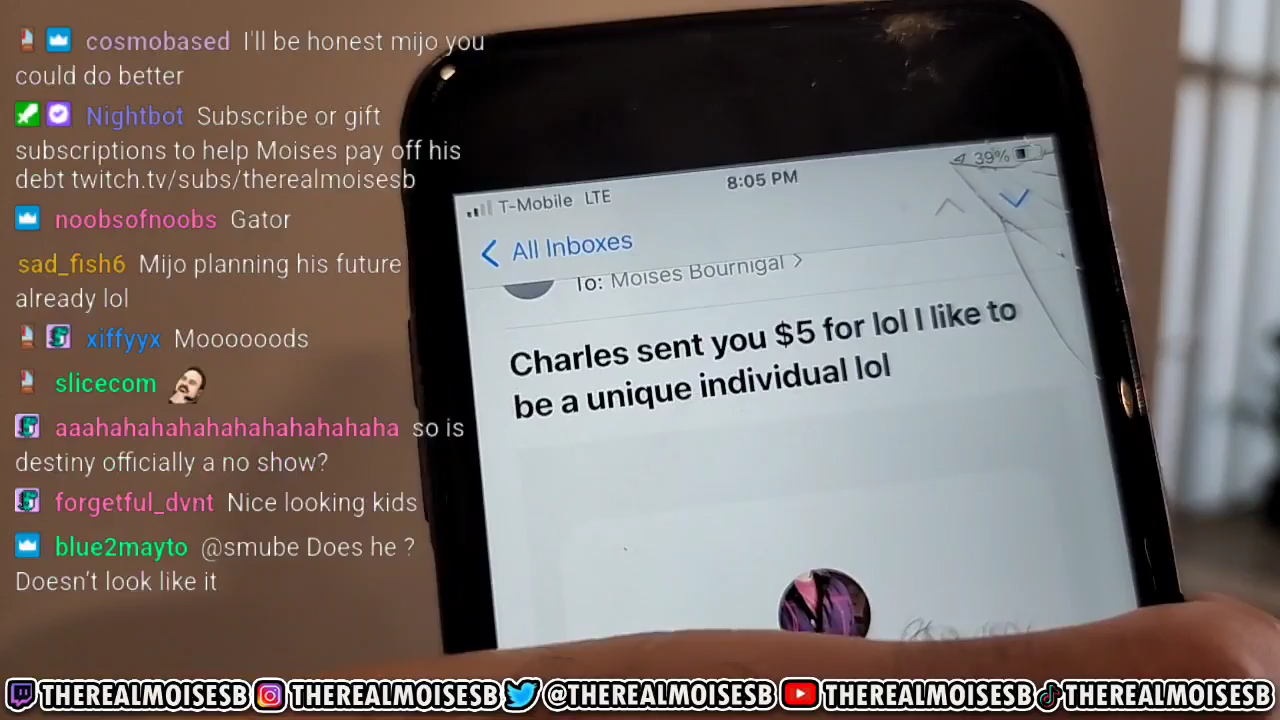 cosmobased I'll be honest mijo you
could do better
Nightbot Subscribe or gift
subscriptions to help Moises pay off his
debt twitch.tv/subs/therealmoisesb
noobsofnoobs Gator
sad_fish6 Mijo planning his future
already lol
xiffyyx Moooooods
slicecom
aaahahahahahahahahahaha so is
destiny officially a no show?
forgetful_dvnt Nice looking kids
blue2mayto @smube Does he ?
Doesn't look like it
T-Mobile LTE 8:05 PM 39%
All Inboxes
To: Moises Bournigal
Charles sent you $5 for lol I like to
be a unique individual lol
THEREALMOISESB THEREALMOISESB @THEREALMOISESB THEREALMOISESB THEREALMOISESB